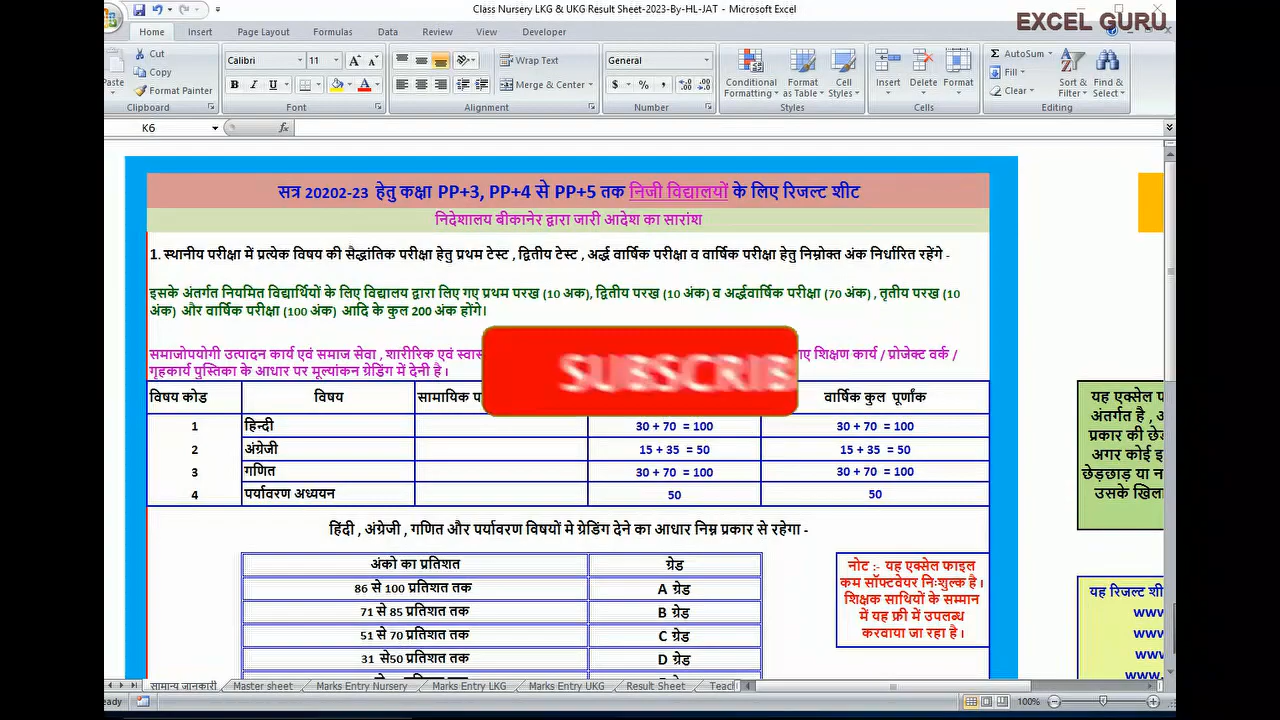 Class Nursery LKG & UKG Result Sheet-2023-By-HL-JAT - Microsoft Excel
EXCEL GURU
Home Insert Page Layout Formulas Data Review View Developer
Cut
Copy
Format Painter
Clipboard
Calibri 11
B I U
Font
Wrap Text
Merge & Center
Alignment
General
$ % ,
Number
Conditional Formatting
Format as Table
Cell Styles
Styles
Insert Delete Format
Cells
Σ AutoSum
Fill
Clear
Sort & Filter
Find & Select
Editing
K6
fx
सत्र 20202-23 हेतु कक्षा PP+3, PP+4 से PP+5 तक निजी विद्यालयों के लिए रिजल्ट शीट
निदेशालय बीकानेर द्वारा जारी आदेश का सारांश
1. स्थानीय परीक्षा में प्रत्येक विषय की सैद्धांतिक परीक्षा हेतु प्रथम टेस्ट , द्वितीय टेस्ट , अर्द्ध वार्षिक परीक्षा व वार्षिक परीक्षा हेतु निम्नोक्त अंक निर्धारित रहेंगे -
इसके अंतर्गत नियमित विद्यार्थियों के लिए विद्यालय द्वारा लिए गए प्रथम परख (10 अक), द्वितीय परख (10 अंक) व अर्द्धवार्षिक परीक्षा (70 अंक) , तृतीय परख (10
अंक) और वार्षिक परीक्षा (100 अंक) आदि के कुल 200 अंक होंगे।
समाजोपयोगी उत्पादन कार्य एवं समाज सेवा , शारीरिक एवं स्वास
शिक्षण कार्य / प्रोजेक्ट वर्क /
गृहकार्य पुस्तिका के आधार पर मूल्यांकन ग्रेडिंग में देनी है ।
SUBSCRIB
विषय कोड विषय सामायिक प वार्षिक कुल पूर्णांक
1 हिन्दी 30 + 70 = 100 30 + 70 = 100
2 अंग्रेजी 15 + 35 = 50 15 + 35 = 50
3 गणित 30 + 70 = 100 30 + 70 = 100
4 पर्यावरण अध्ययन 50 50
हिंदी , अंग्रेजी , गणित और पर्यावरण विषयों मे ग्रेडिंग देने का आधार निम्न प्रकार से रहेगा -
अंको का प्रतिशत ग्रेड
86 से 100 प्रतिशत तक A ग्रेड
71 से 85 प्रतिशत तक B ग्रेड
51 से 70 प्रतिशत तक C ग्रेड
31 से50 प्रतिशत तक D ग्रेड
नोट :- यह एक्सेल फाइल
कम सॉफ्टवेयर निःशुल्क है ।
शिक्षक साथियों के सम्मान
में यह फ्री में उपलब्ध
करवाया जा रहा है ।
यह एक्सेल
अंतर्गत है ,
प्रकार की छे
अगर कोई इ
छेड़छाड़ या न
उसके खिल
यह रिजल्ट शी
www
www
www
www.
सामान्य जानकारी Master sheet Marks Entry Nursery Marks Entry LKG Marks Entry UKG Result Sheet Teac
eady
100%